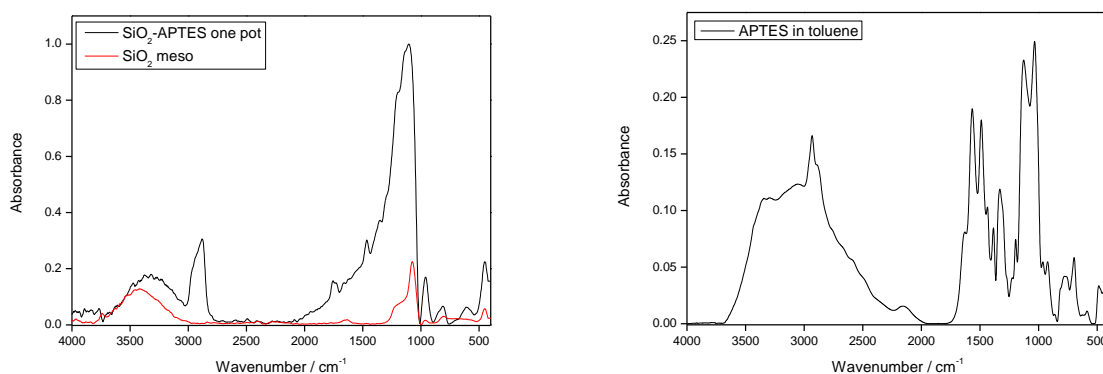 SiO₂-APTES one pot
SiO₂ meso
1.0
0.8
0.6
0.4
0.2
0.0
Absorbance
4000 3500 3000 2500 2000 1500 1000 500
Wavenumber / cm⁻¹
APTES in toluene
0.25
0.20
0.15
0.10
0.05
0.00
Absorbance
4000 3500 3000 2500 2000 1500 1000 500
Wavenumber / cm⁻¹